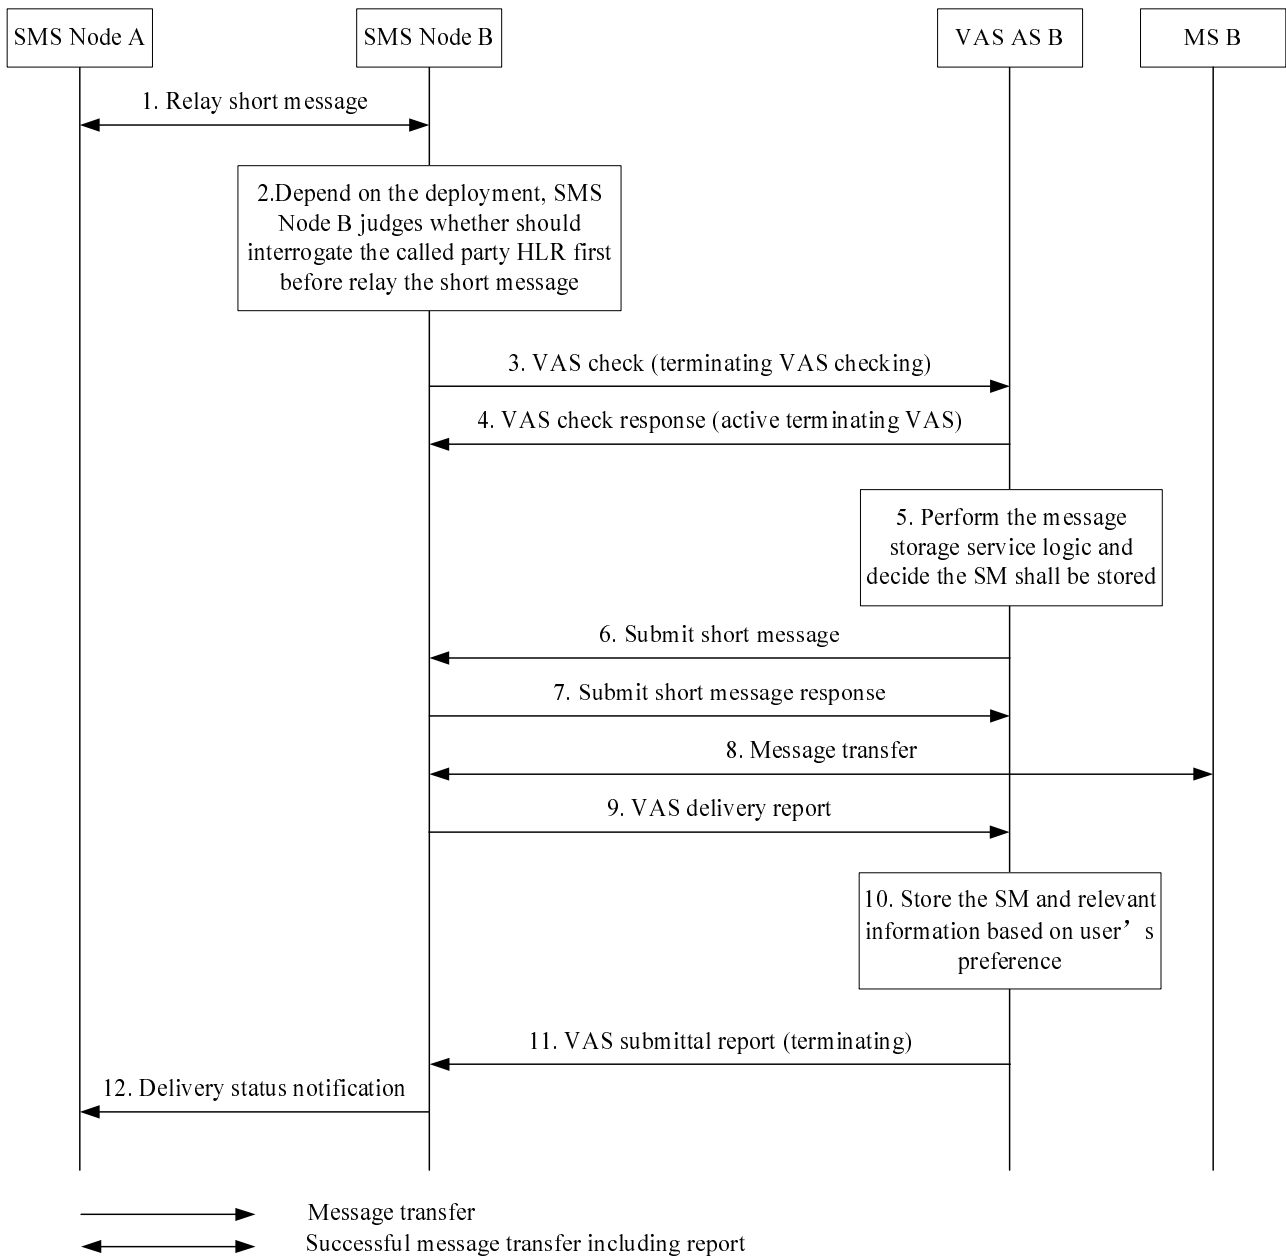 SMS Node A
SMS Node B
VAS AS B
MS B
1. Relay short message
2.Depend on the deployment, SMS
Node B judges whether should
interrogate the called party HLR first
before relay the short message
3. VAS check (terminating VAS checking)
4. VAS check response (active terminating VAS)
5. Perform the message
storage service logic and
decide the SM shall be stored
6. Submit short message
7. Submit short message response
8. Message transfer
9. VAS delivery report
10. Store the SM and relevant
information based on user’s
preference
11. VAS submittal report (terminating)
12. Delivery status notification
Message transfer
Successful message transfer including report